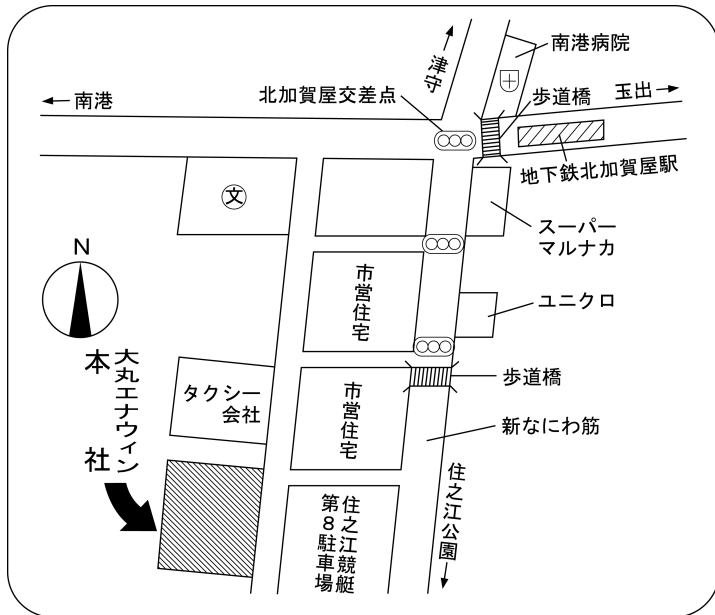 南港病院
津守
歩道橋
玉出
南港
北加賀屋交差点
地下鉄北加賀屋駅
文
スーパー
マルナカ
N
市営住宅
ユニクロ
大丸エナウィン
本社
タクシー
会社
歩道橋
市営住宅
新なにわ筋
住之江公園
住之江競艇
第8駐車場